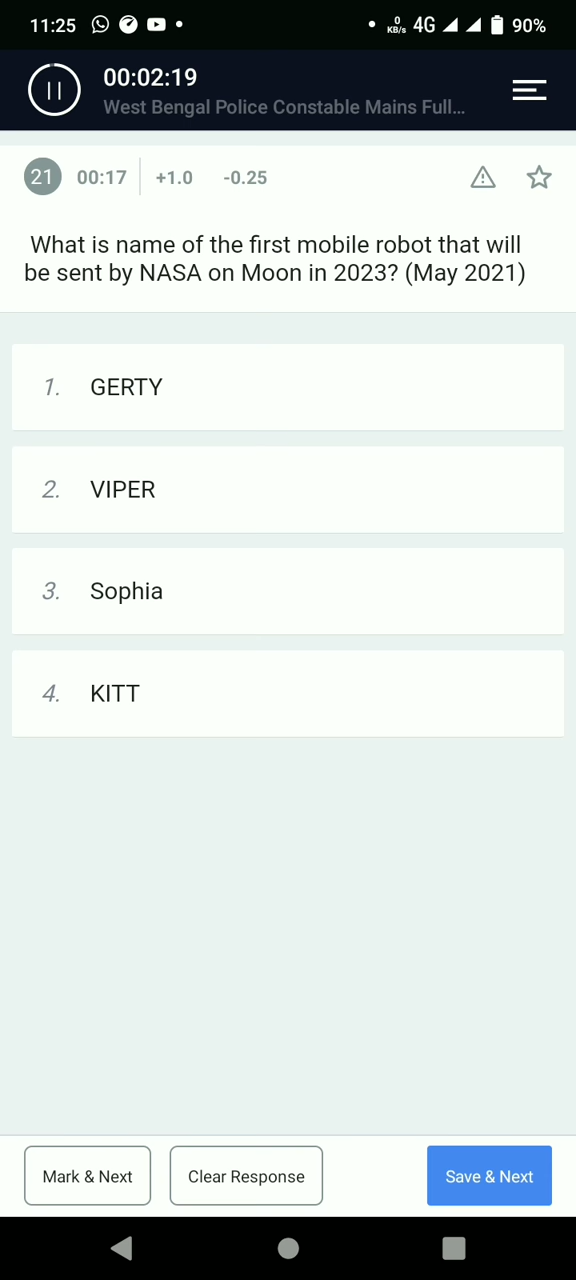 11:25
0 KB/s 4G 90%
00:02:19
West Bengal Police Constable Mains Full...
21 00:17 +1.0 -0.25
What is name of the first mobile robot that will
be sent by NASA on Moon in 2023? (May 2021)
1. GERTY
2. VIPER
3. Sophia
4. KITT
Mark & Next Clear Response Save & Next